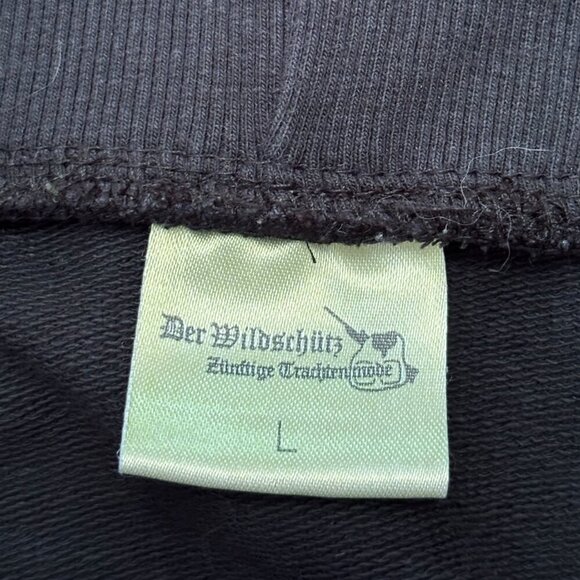 Der Wildschütz
Zünftige Trachtenmode
L